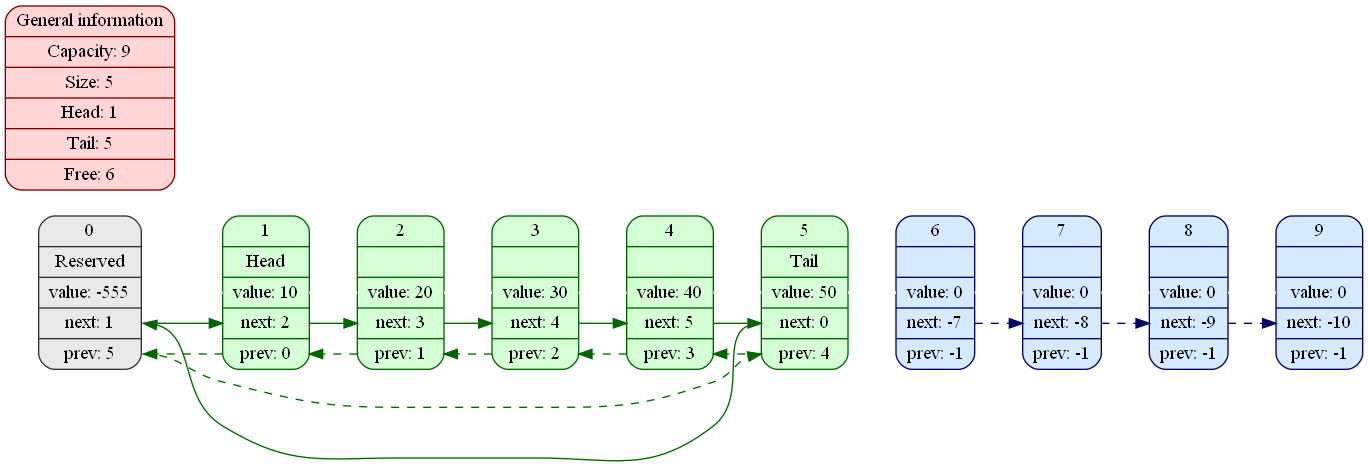 General information
Capacity: 9
Size: 5
Head: 1
Tail: 5
Free: 6
0
Reserved
value: -555
next: 1
prev: 5
1
Head
value: 10
next: 2
prev: 0
2
value: 20
next: 3
prev: 1
3
value: 30
next: 4
prev: 2
4
value: 40
next: 5
prev: 3
5
Tail
value: 50
next: 0
prev: 4
6
value: 0
next: -7
prev: -1
7
value: 0
next: -8
prev: -1
8
value: 0
next: -9
prev: -1
9
value: 0
next: -10
prev: -1